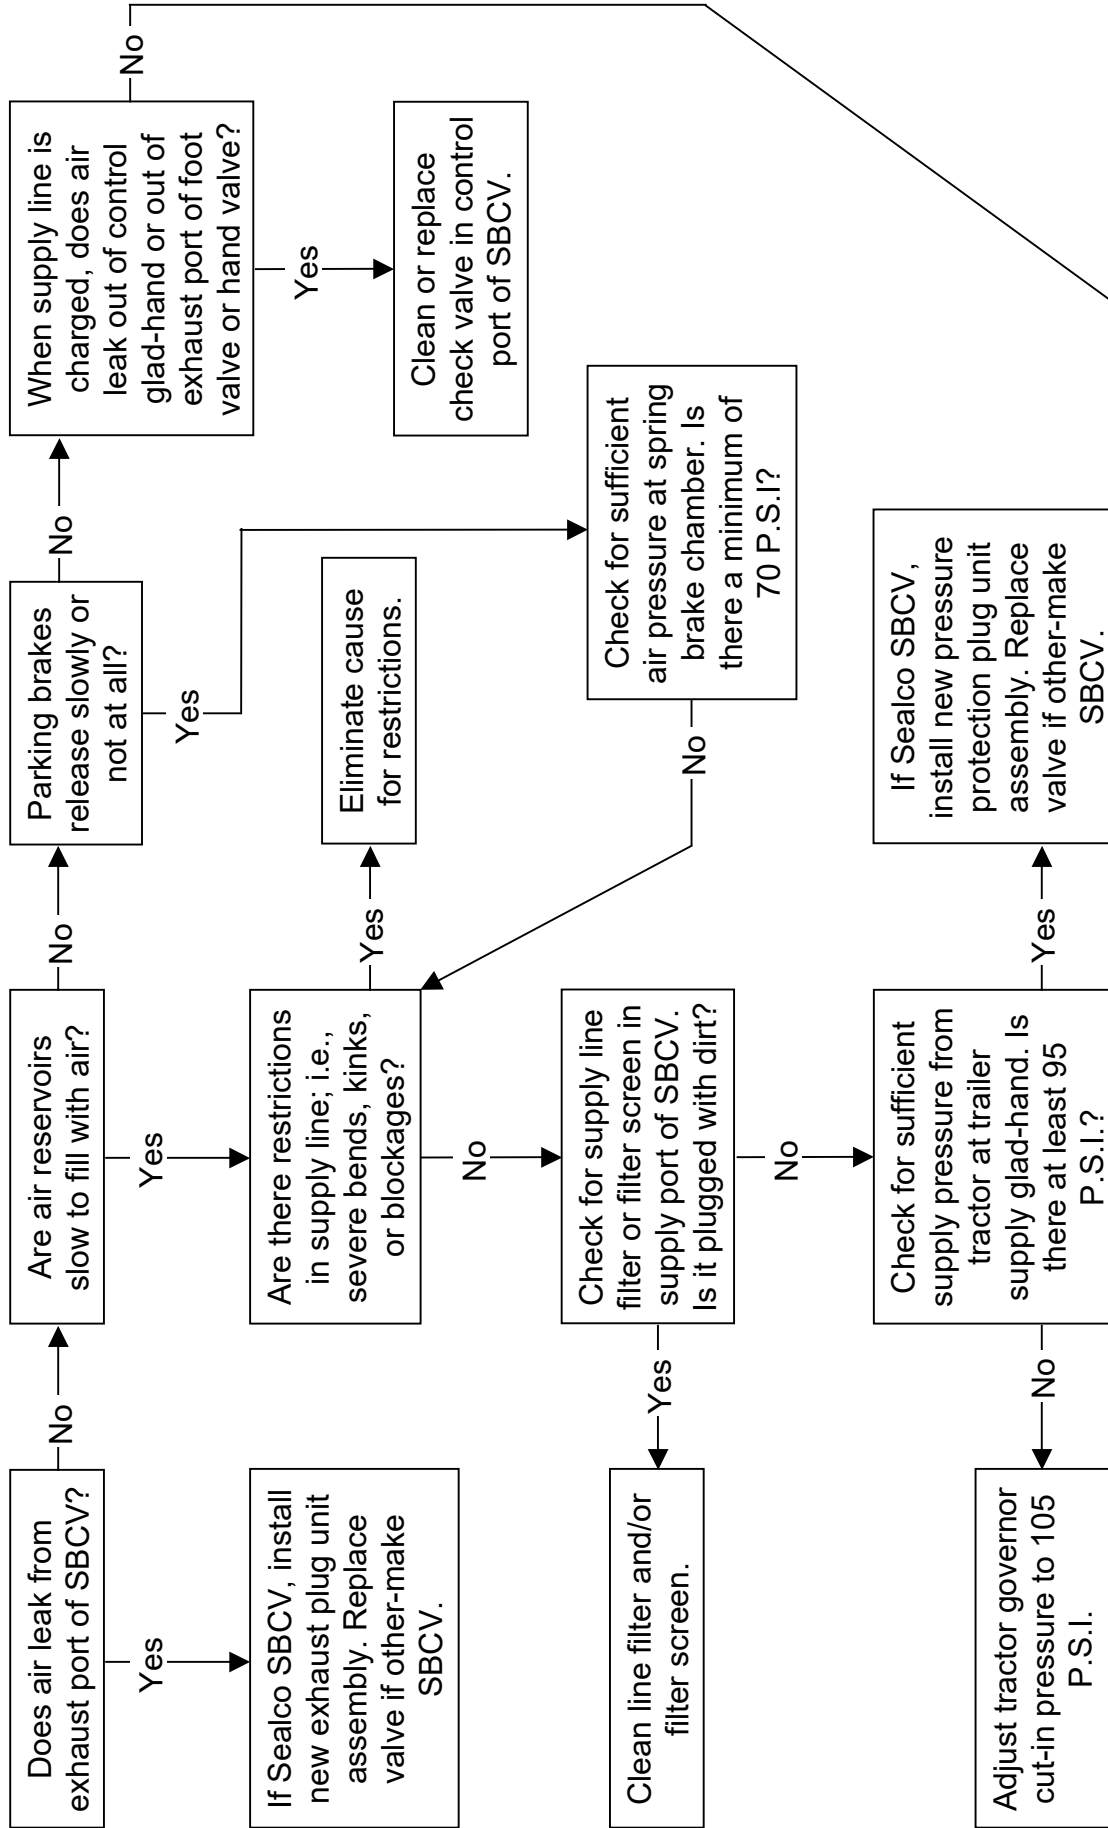 Does air leak from
exhaust port of SBCV?
No
Yes
Are air reservoirs
slow to fill with air?
No
Yes
Parking brakes
release slowly or
not at all?
No
Yes
When supply line is
charged, does air
leak out of control
glad-hand or out of
exhaust port of foot
valve or hand valve?
No
Yes
If Sealco SBCV, install
new exhaust plug unit
assembly. Replace
valve if other-make
SBCV.
Are there restrictions
in supply line; i.e.,
severe bends, kinks,
or blockages?
Yes
No
Eliminate cause
for restrictions.
Clean or replace
check valve in control
port of SBCV.
Check for sufficient
air pressure at spring
brake chamber. Is
there a minimum of
70 P.S.I?
No
Clean line filter and/or
filter screen.
Yes
Check for supply line
filter or filter screen in
supply port of SBCV.
Is it plugged with dirt?
No
Adjust tractor governor
cut-in pressure to 105
P.S.I.
No
Check for sufficient
supply pressure from
tractor at trailer
supply glad-hand. Is
there at least 95
P.S.I.?
Yes
If Sealco SBCV,
install new pressure
protection plug unit
assembly. Replace
valve if other-make
SBCV.